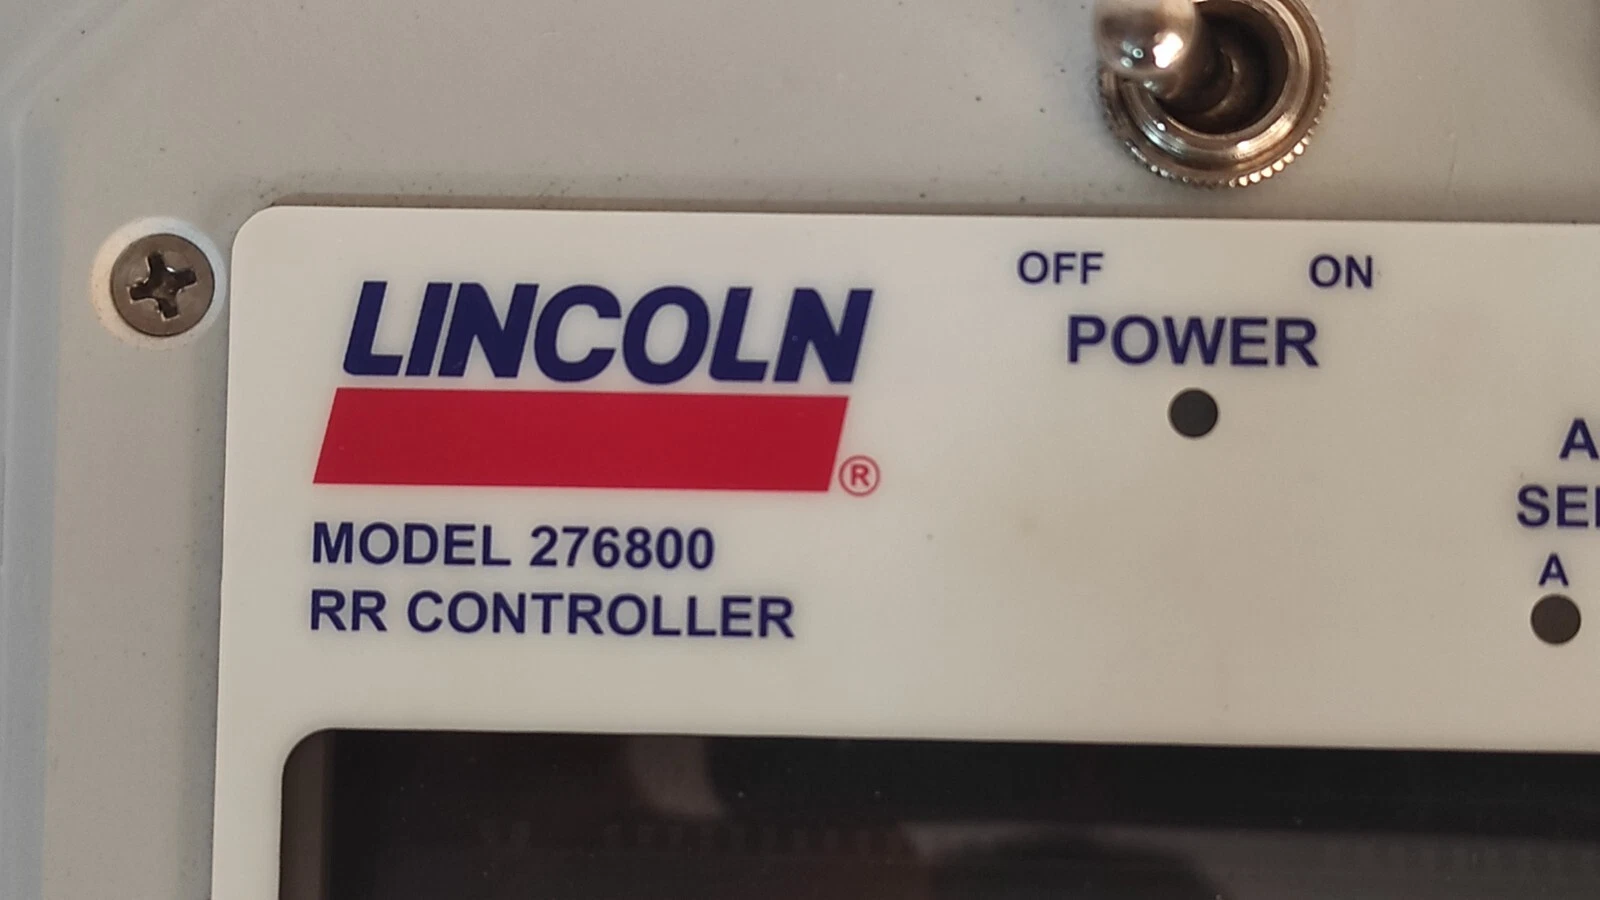 OFF ON
LINCOLN
POWER
®
MODEL 276800
RR CONTROLLER
A